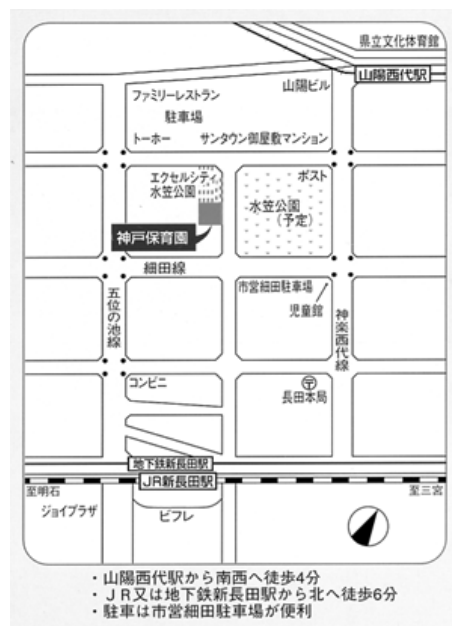 県立文化体育館
山陽西代駅
山陽ビル
ファミリーレストラン
駐車場
トーホー
サンタウン御屋敷マンション
エクセルシティ
水笠公園
ポスト
水笠公園
(予定)
神戸保育園
細田線
市営細田駐車場
児童館
五位の池線
神楽西代線
コンビニ
〒
長田本局
地下鉄新長田駅
JR新長田駅
至明石
至三宮
ジョイプラザ
ピフレ
・山陽西代駅から南西へ徒歩4分
・JR又は地下鉄新長田駅から北へ徒歩6分
・駐車は市営細田駐車場が便利